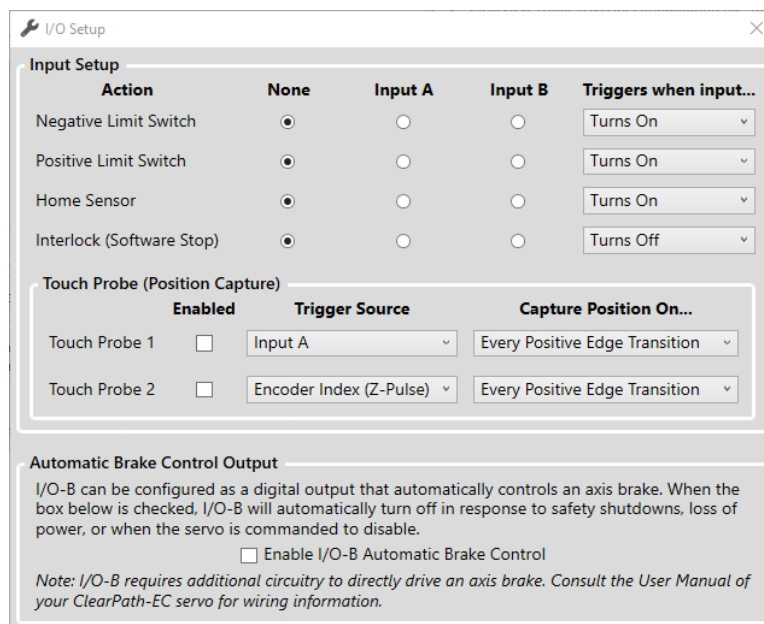 I/O Setup
Input Setup
Action None Input A Input B Triggers when input...
Negative Limit Switch Turns On
Positive Limit Switch Turns On
Home Sensor Turns On
Interlock (Software Stop) Turns Off
Touch Probe (Position Capture)
Enabled Trigger Source Capture Position On...
Touch Probe 1 Input A Every Positive Edge Transition
Touch Probe 2 Encoder Index (Z-Pulse) Every Positive Edge Transition
Automatic Brake Control Output
I/O-B can be configured as a digital output that automatically controls an axis brake. When the
box below is checked, I/O-B will automatically turn off in response to safety shutdowns, loss of
power, or when the servo is commanded to disable.
Enable I/O-B Automatic Brake Control
Note: I/O-B requires additional circuitry to directly drive an axis brake. Consult the User Manual of
your ClearPath-EC servo for wiring information.